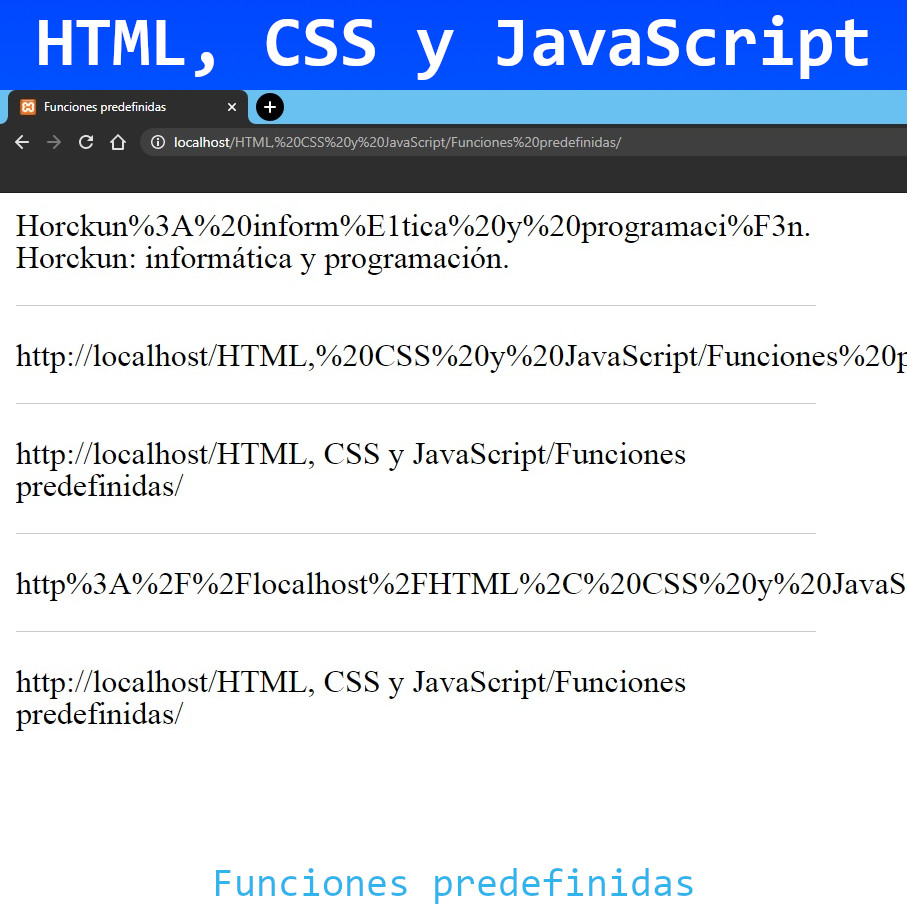 HTML, CSS y JavaScript
Funciones predefinidas
localhost/HTML,%20CSS%20y%20JavaScript/Funciones%20predefinidas/
Horckun%3A%20inform%E1tica%20y%20programaci%F3n.
Horckun: informática y programación.
http://localhost/HTML,%20CSS%20y%20JavaScript/Funciones%20p
http://localhost/HTML, CSS y JavaScript/Funciones
predefinidas/
http%3A%2F%2Flocalhost%2FHTML%2C%20CSS%20y%20JavaS
http://localhost/HTML, CSS y JavaScript/Funciones
predefinidas/
Funciones predefinidas